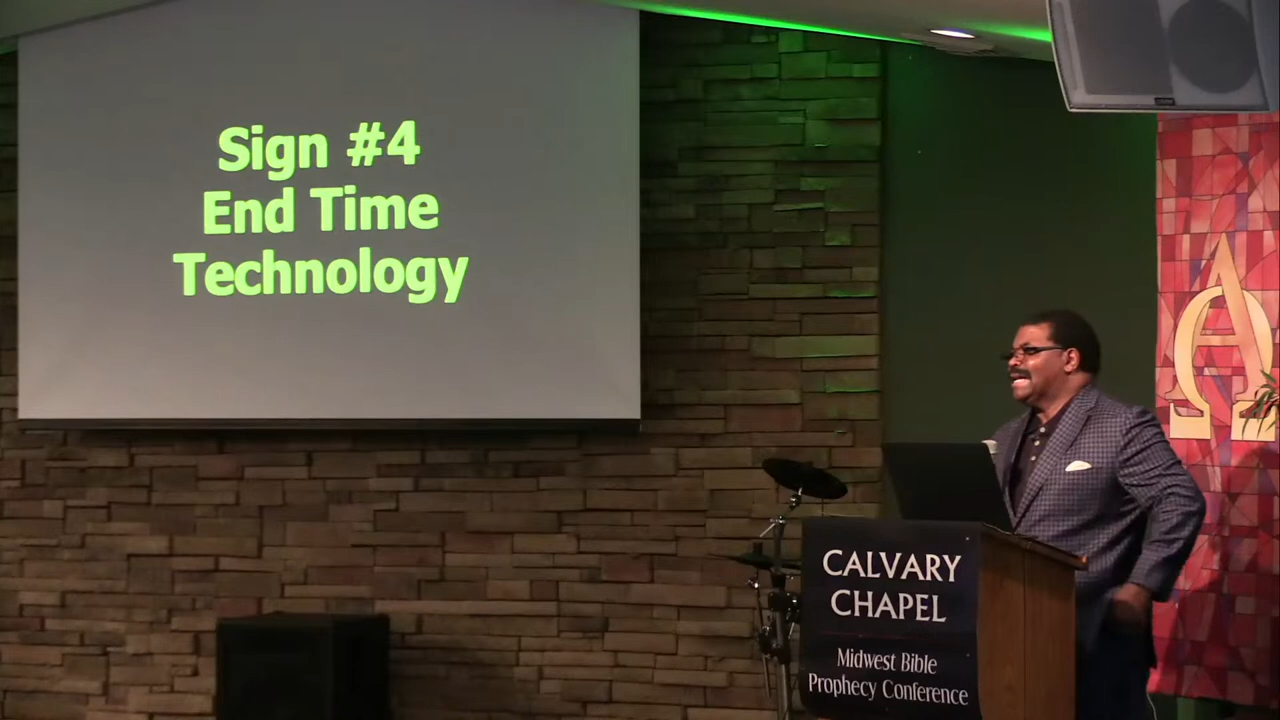 Sign #4
End Time
Technology
CALVARY
CHAPEL
Midwest Bible
Prophecy Conference